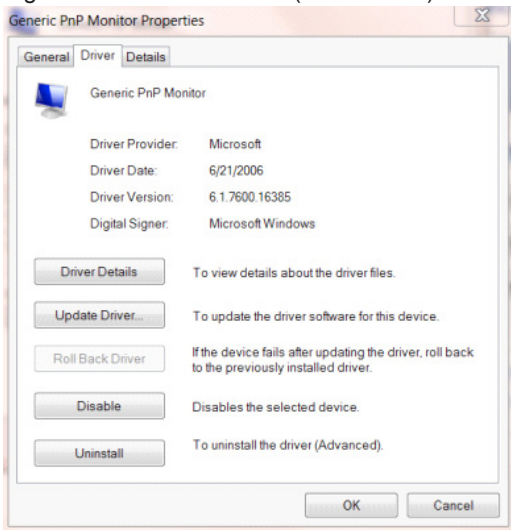 Generic PnP Monitor Properties
General Driver Details
Generic PnP Monitor
Driver Provider: Microsoft
Driver Date: 6/21/2006
Driver Version: 6.1.7600.16385
Digital Signer: Microsoft Windows
Driver Details To view details about the driver files.
Update Driver... To update the driver software for this device.
Roll Back Driver If the device fails after updating the driver, roll back
to the previously installed driver.
Disable Disables the selected device.
Uninstall To uninstall the driver (Advanced).
OK Cancel